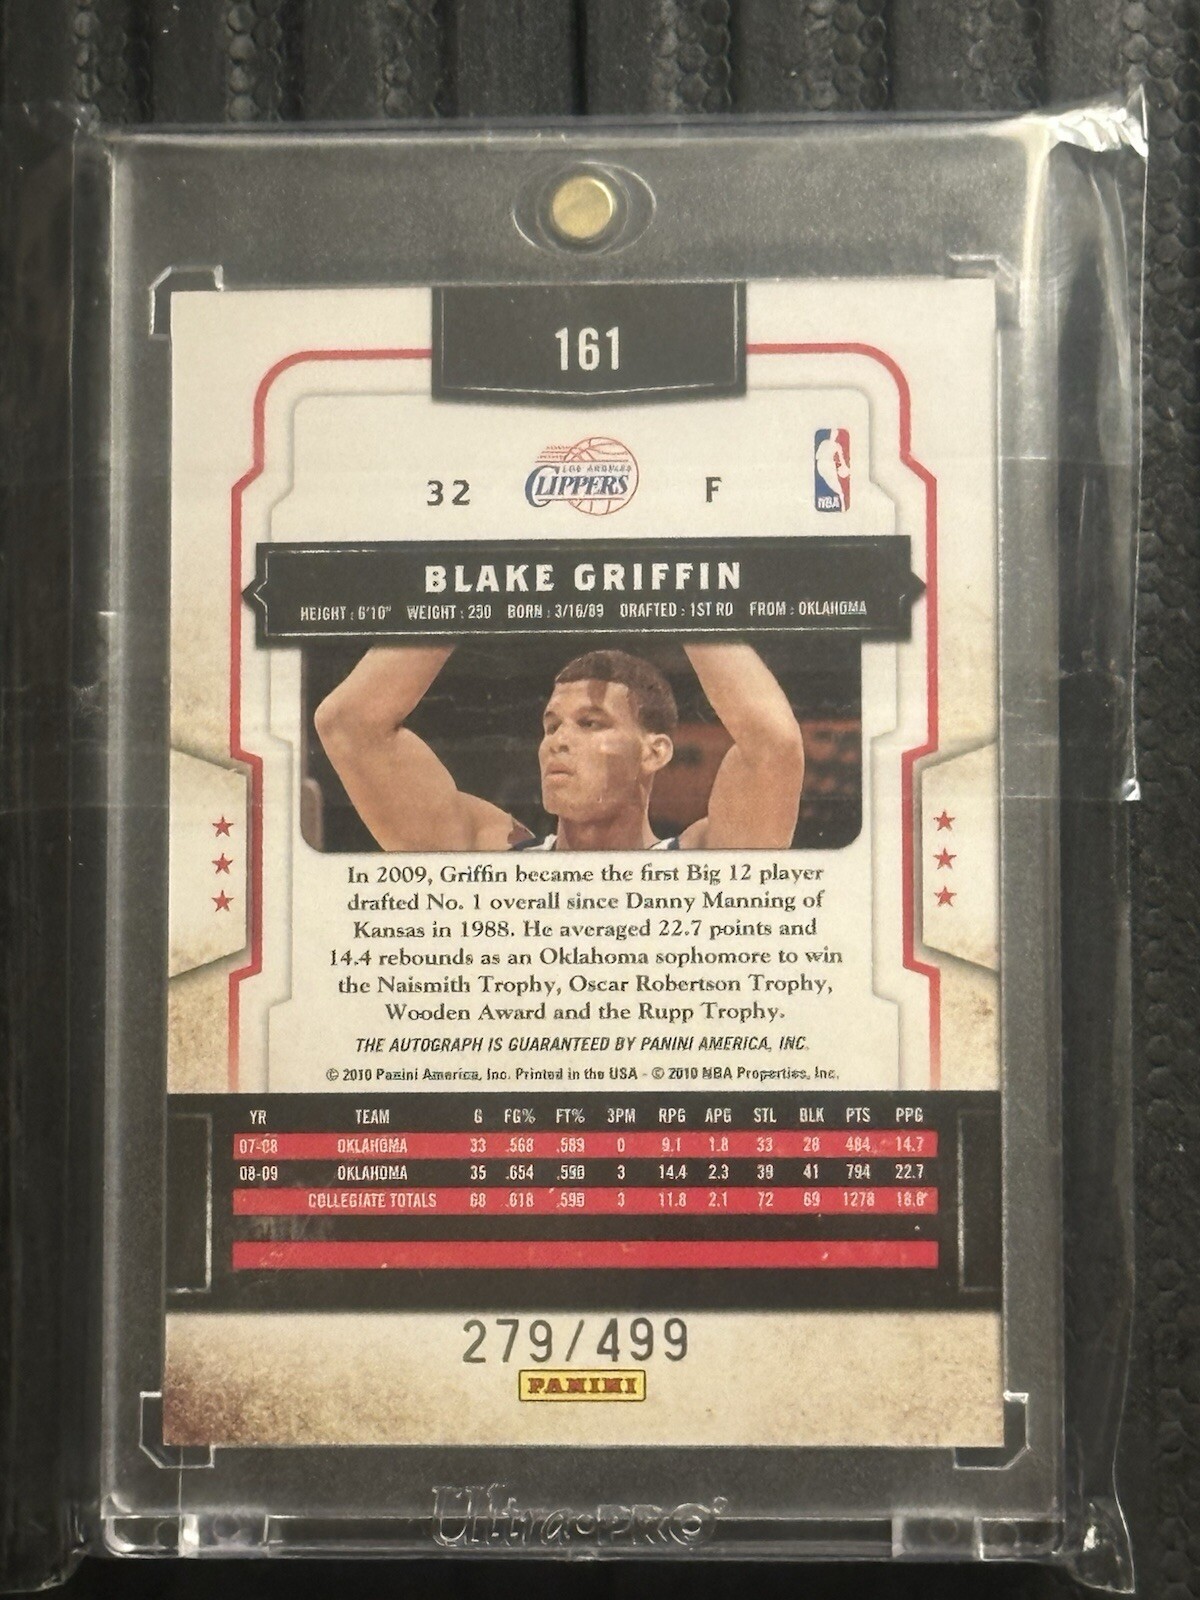 161
32
LOS ANGELES
CLIPPERS
F
NBA
BLAKE GRIFFIN
HEIGHT : 6'10" WEIGHT : 250 BORN : 3/16/89 DRAFTED : 1ST RD FROM : OKLAHOMA
In 2009, Griffin became the first Big 12 player
drafted No. 1 overall since Danny Manning of
Kansas in 1988. He averaged 22.7 points and
14.4 rebounds as an Oklahoma sophomore to win
the Naismith Trophy, Oscar Robertson Trophy,
Wooden Award and the Rupp Trophy.
THE AUTOGRAPH IS GUARANTEED BY PANINI AMERICA, INC.
© 2010 Panini America, Inc. Printed in the USA - © 2010 NBA Properties, Inc.
YR TEAM G FG% FT% 3PM RPG APG STL BLK PTS PPG
07-08 OKLAHOMA 33 .568 .589 0 9.1 1.8 33 28 484 14.7
08-09 OKLAHOMA 35 .654 .590 3 14.4 2.3 39 41 794 22.7
COLLEGIATE TOTALS 68 .618 .590 3 11.8 2.1 72 69 1278 18.8
279/499
PANINI
Ultra•PRO